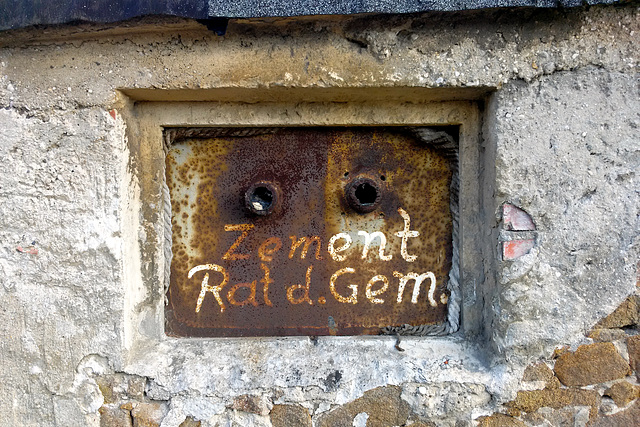 Zement
Rat d. Gem.